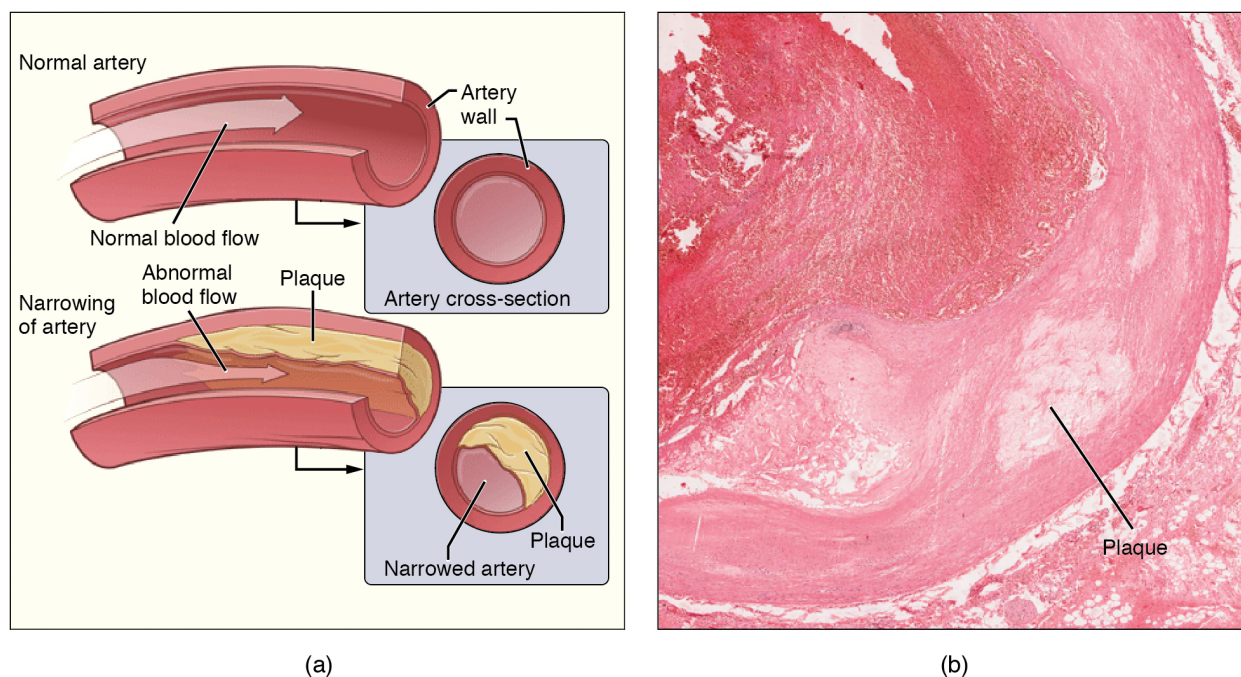 Normal artery
Artery
wall
Normal blood flow
Artery cross-section
Abnormal
blood flow
Plaque
Narrowing
of artery
Plaque
Narrowed artery
Plaque
(a)
(b)